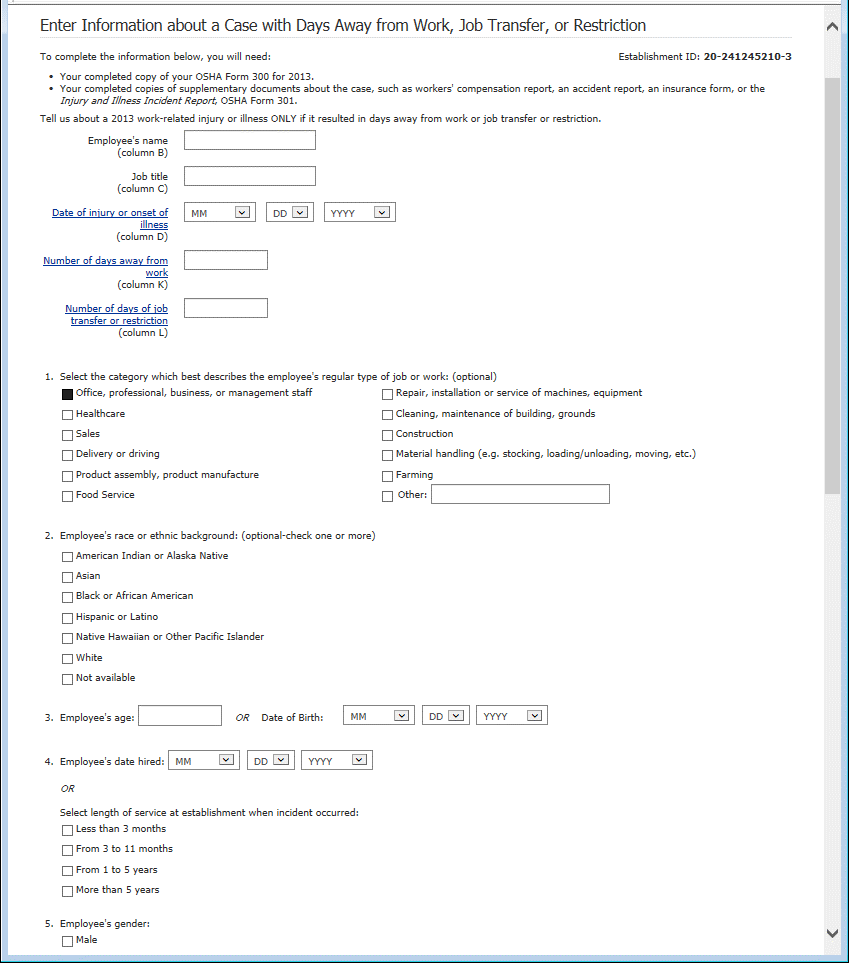 Enter Information about a Case with Days Away from Work, Job Transfer, or Restriction
To complete the information below, you will need:
Establishment ID: 20-241245210-3
• Your completed copy of your OSHA Form 300 for 2013.
• Your completed copies of supplementary documents about the case, such as workers' compensation report, an accident report, an insurance form, or the
Injury and Illness Incident Report, OSHA Form 301.
Tell us about a 2013 work-related injury or illness ONLY if it resulted in days away from work or job transfer or restriction.
Employee's name
(column B)
Job title
(column C)
Date of injury or onset of
illness
(column D)
MM DD YYYY
Number of days away from
work
(column K)
Number of days of job
transfer or restriction
(column L)
1. Select the category which best describes the employee's regular type of job or work: (optional)
Office, professional, business, or management staff
Healthcare
Sales
Delivery or driving
Product assembly, product manufacture
Food Service
Repair, installation or service of machines, equipment
Cleaning, maintenance of building, grounds
Construction
Material handling (e.g. stocking, loading/unloading, moving, etc.)
Farming
Other:
2. Employee's race or ethnic background: (optional-check one or more)
American Indian or Alaska Native
Asian
Black or African American
Hispanic or Latino
Native Hawaiian or Other Pacific Islander
White
Not available
3. Employee's age: OR Date of Birth: MM DD YYYY
4. Employee's date hired: MM DD YYYY
OR
Select length of service at establishment when incident occurred:
Less than 3 months
From 3 to 11 months
From 1 to 5 years
More than 5 years
5. Employee's gender:
Male